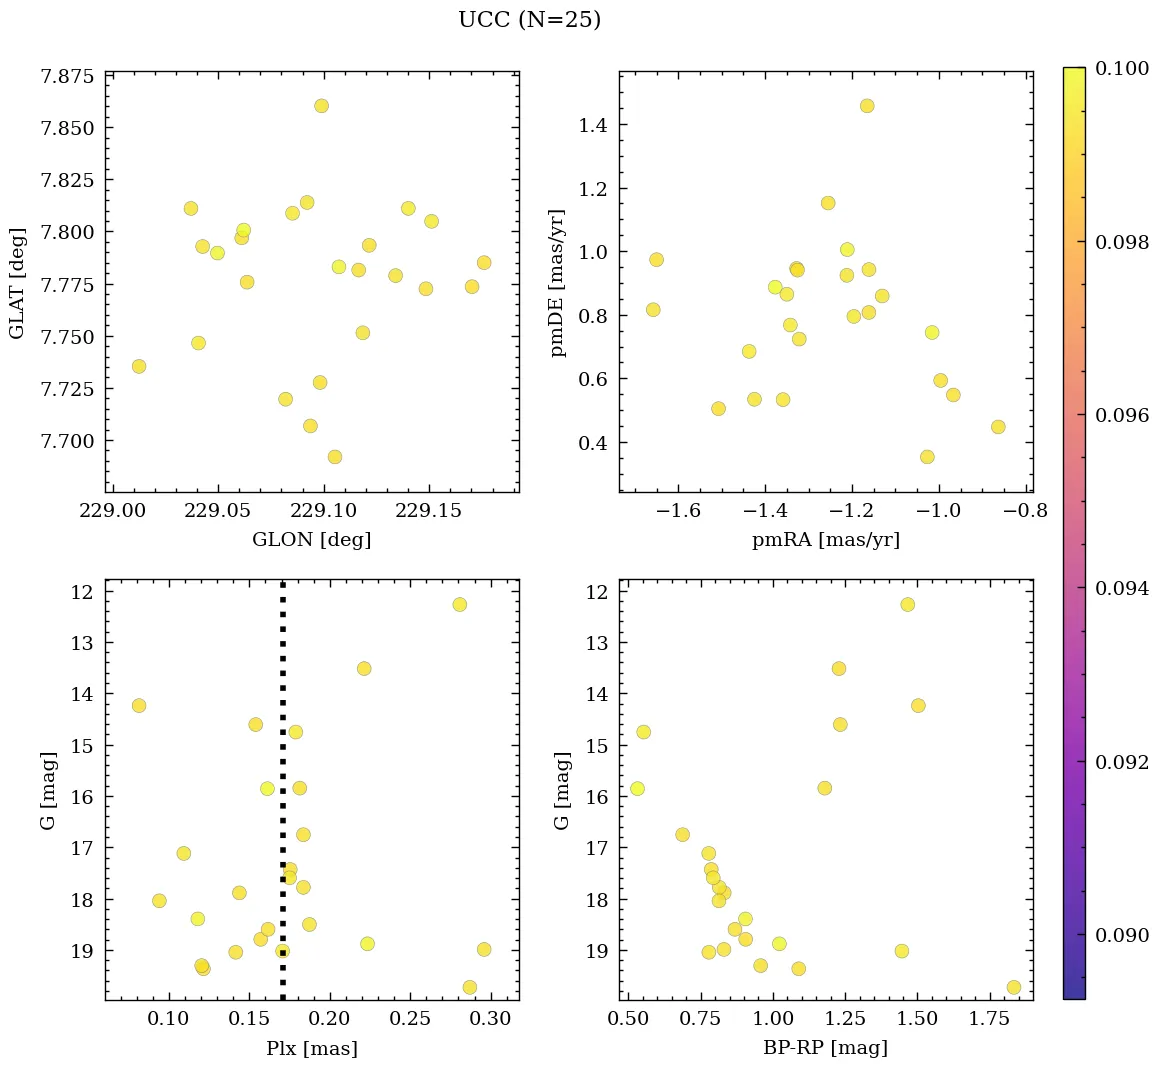 UCC (N=25)
7.875
7.850
7.825
7.800
7.775
7.750
7.725
7.700
GLAT [deg]
229.00 229.05 229.10 229.15
GLON [deg]
1.4
1.2
1.0
0.8
0.6
0.4
pmDE [mas/yr]
−1.6 −1.4 −1.2 −1.0 −0.8
pmRA [mas/yr]
12
13
14
15
16
17
18
19
G [mag]
0.10 0.15 0.20 0.25 0.30
Plx [mas]
12
13
14
15
16
17
18
19
G [mag]
0.50 0.75 1.00 1.25 1.50 1.75
BP-RP [mag]
0.100
0.098
0.096
0.094
0.092
0.090